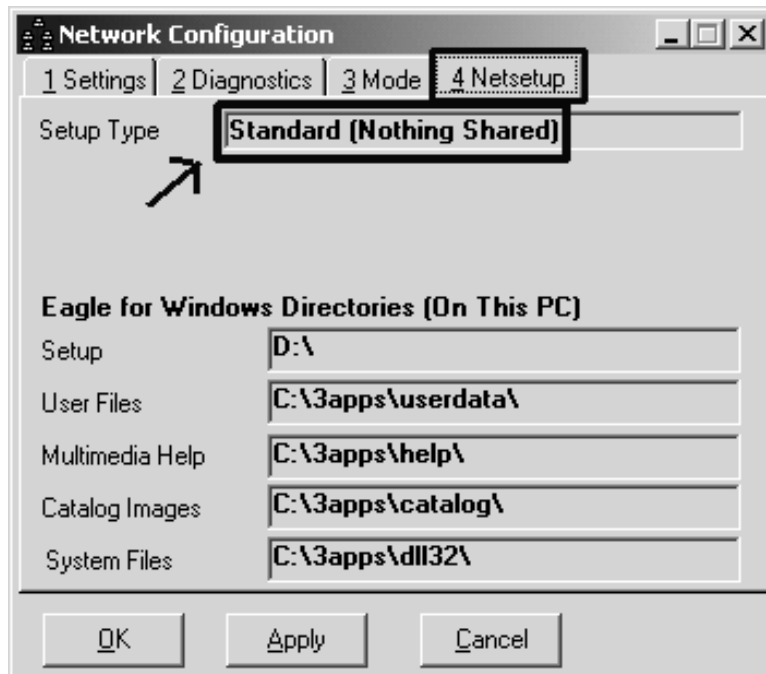 Network Configuration
1 Settings 2 Diagnostics 3 Mode 4 Netsetup
Setup Type Standard (Nothing Shared)
Eagle for Windows Directories (On This PC)
Setup D:\
User Files C:\3apps\userdata\
Multimedia Help C:\3apps\help\
Catalog Images C:\3apps\catalog\
System Files C:\3apps\dll32\
OK Apply Cancel